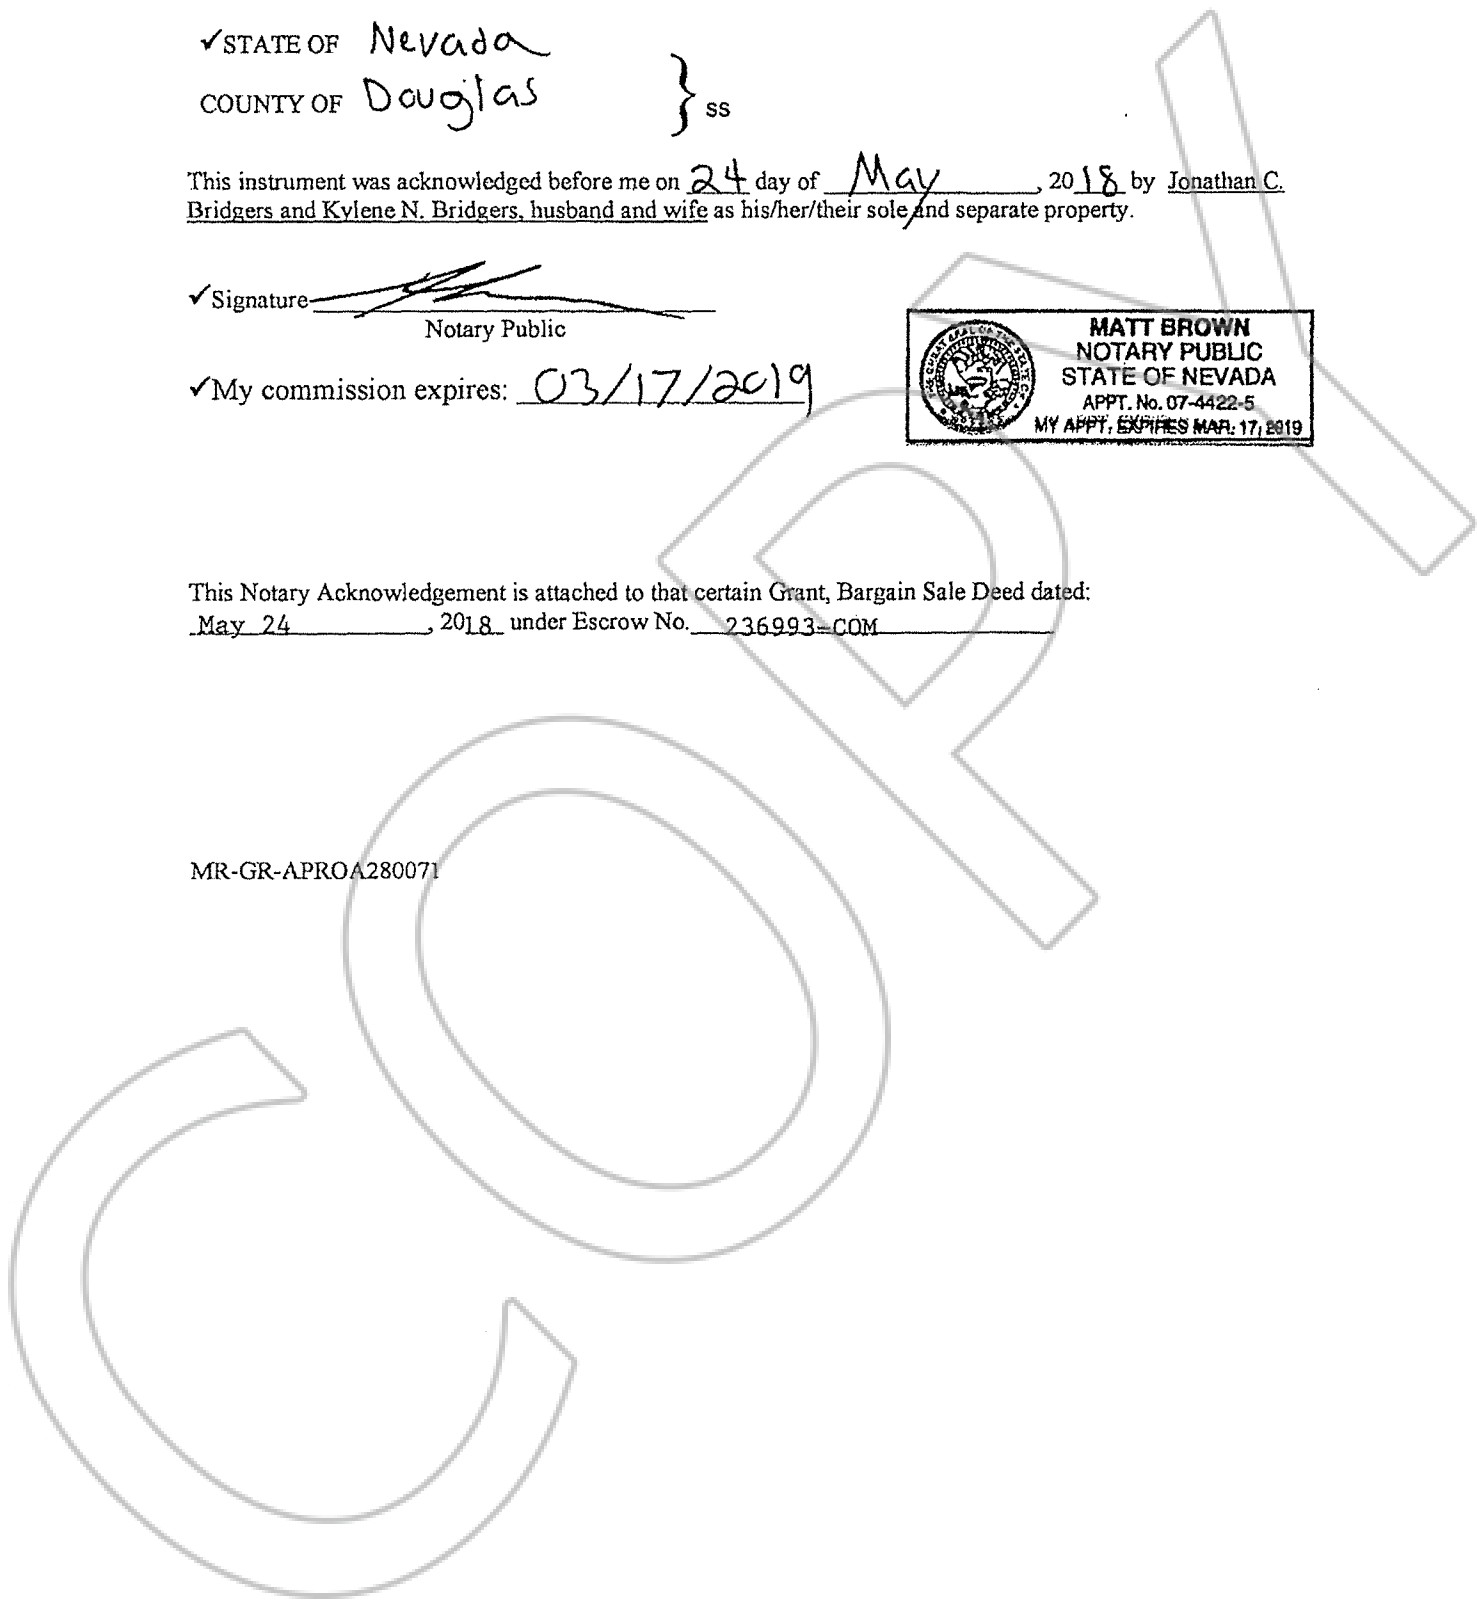 ✓STATE OF Nevada
COUNTY OF Douglas } ss
This instrument was acknowledged before me on 24 day of May, 2018 by Jonathan C.
Bridgers and Kylene N. Bridgers, husband and wife as his/her/their sole and separate property.
✓Signature
Notary Public
✓My commission expires: 03/17/2019
MATT BROWN
NOTARY PUBLIC
STATE OF NEVADA
APPT. No. 07-4422-5
MY APPT. EXPIRES MAR. 17, 2019
This Notary Acknowledgement is attached to that certain Grant, Bargain Sale Deed dated:
May 24, 2018 under Escrow No. 236993-COM
MR-GR-APROA280071
COPY